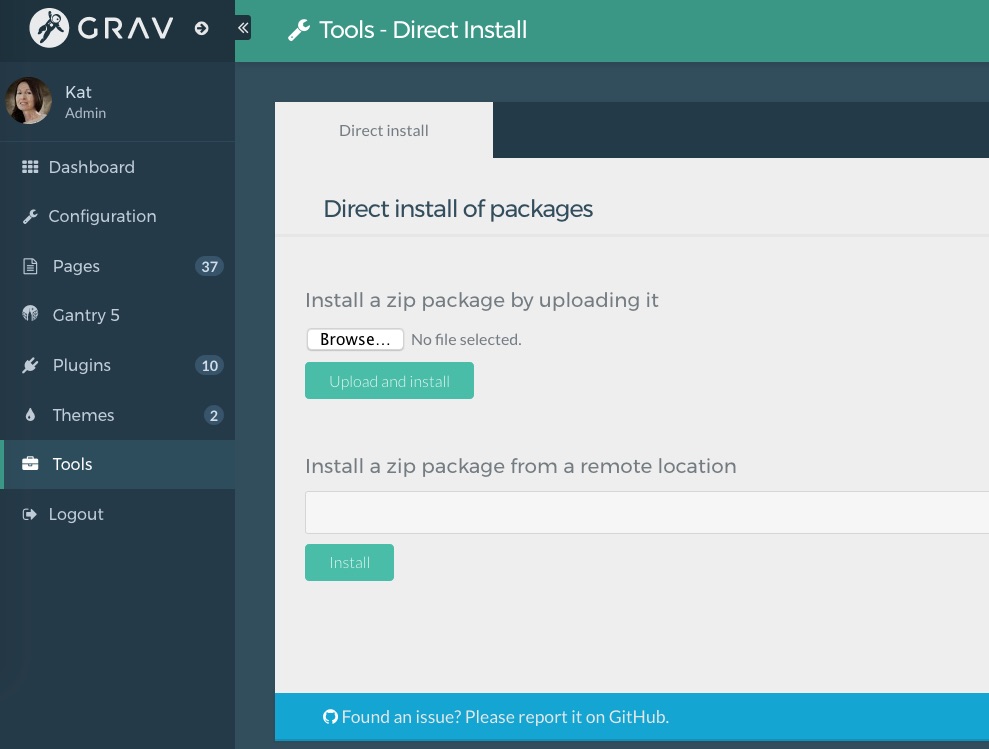 GRAV
Tools - Direct Install
Kat
Admin
Dashboard
Configuration
Pages 37
Gantry 5
Plugins 10
Themes 2
Tools
Logout
Direct install
Direct install of packages
Install a zip package by uploading it
Browse... No file selected.
Upload and install
Install a zip package from a remote location
Install
Found an issue? Please report it on GitHub.